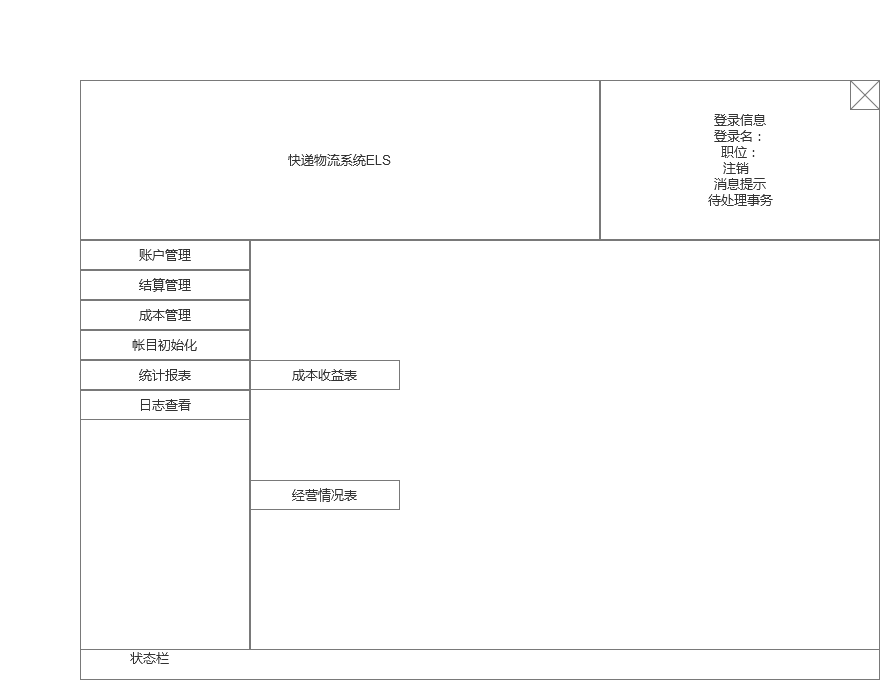 快递物流系统ELS
登录信息
登录名：
职位：
注销
消息提示
待处理事务
账户管理
结算管理
成本管理
帐目初始化
统计报表
成本收益表
日志查看
经营情况表
状态栏